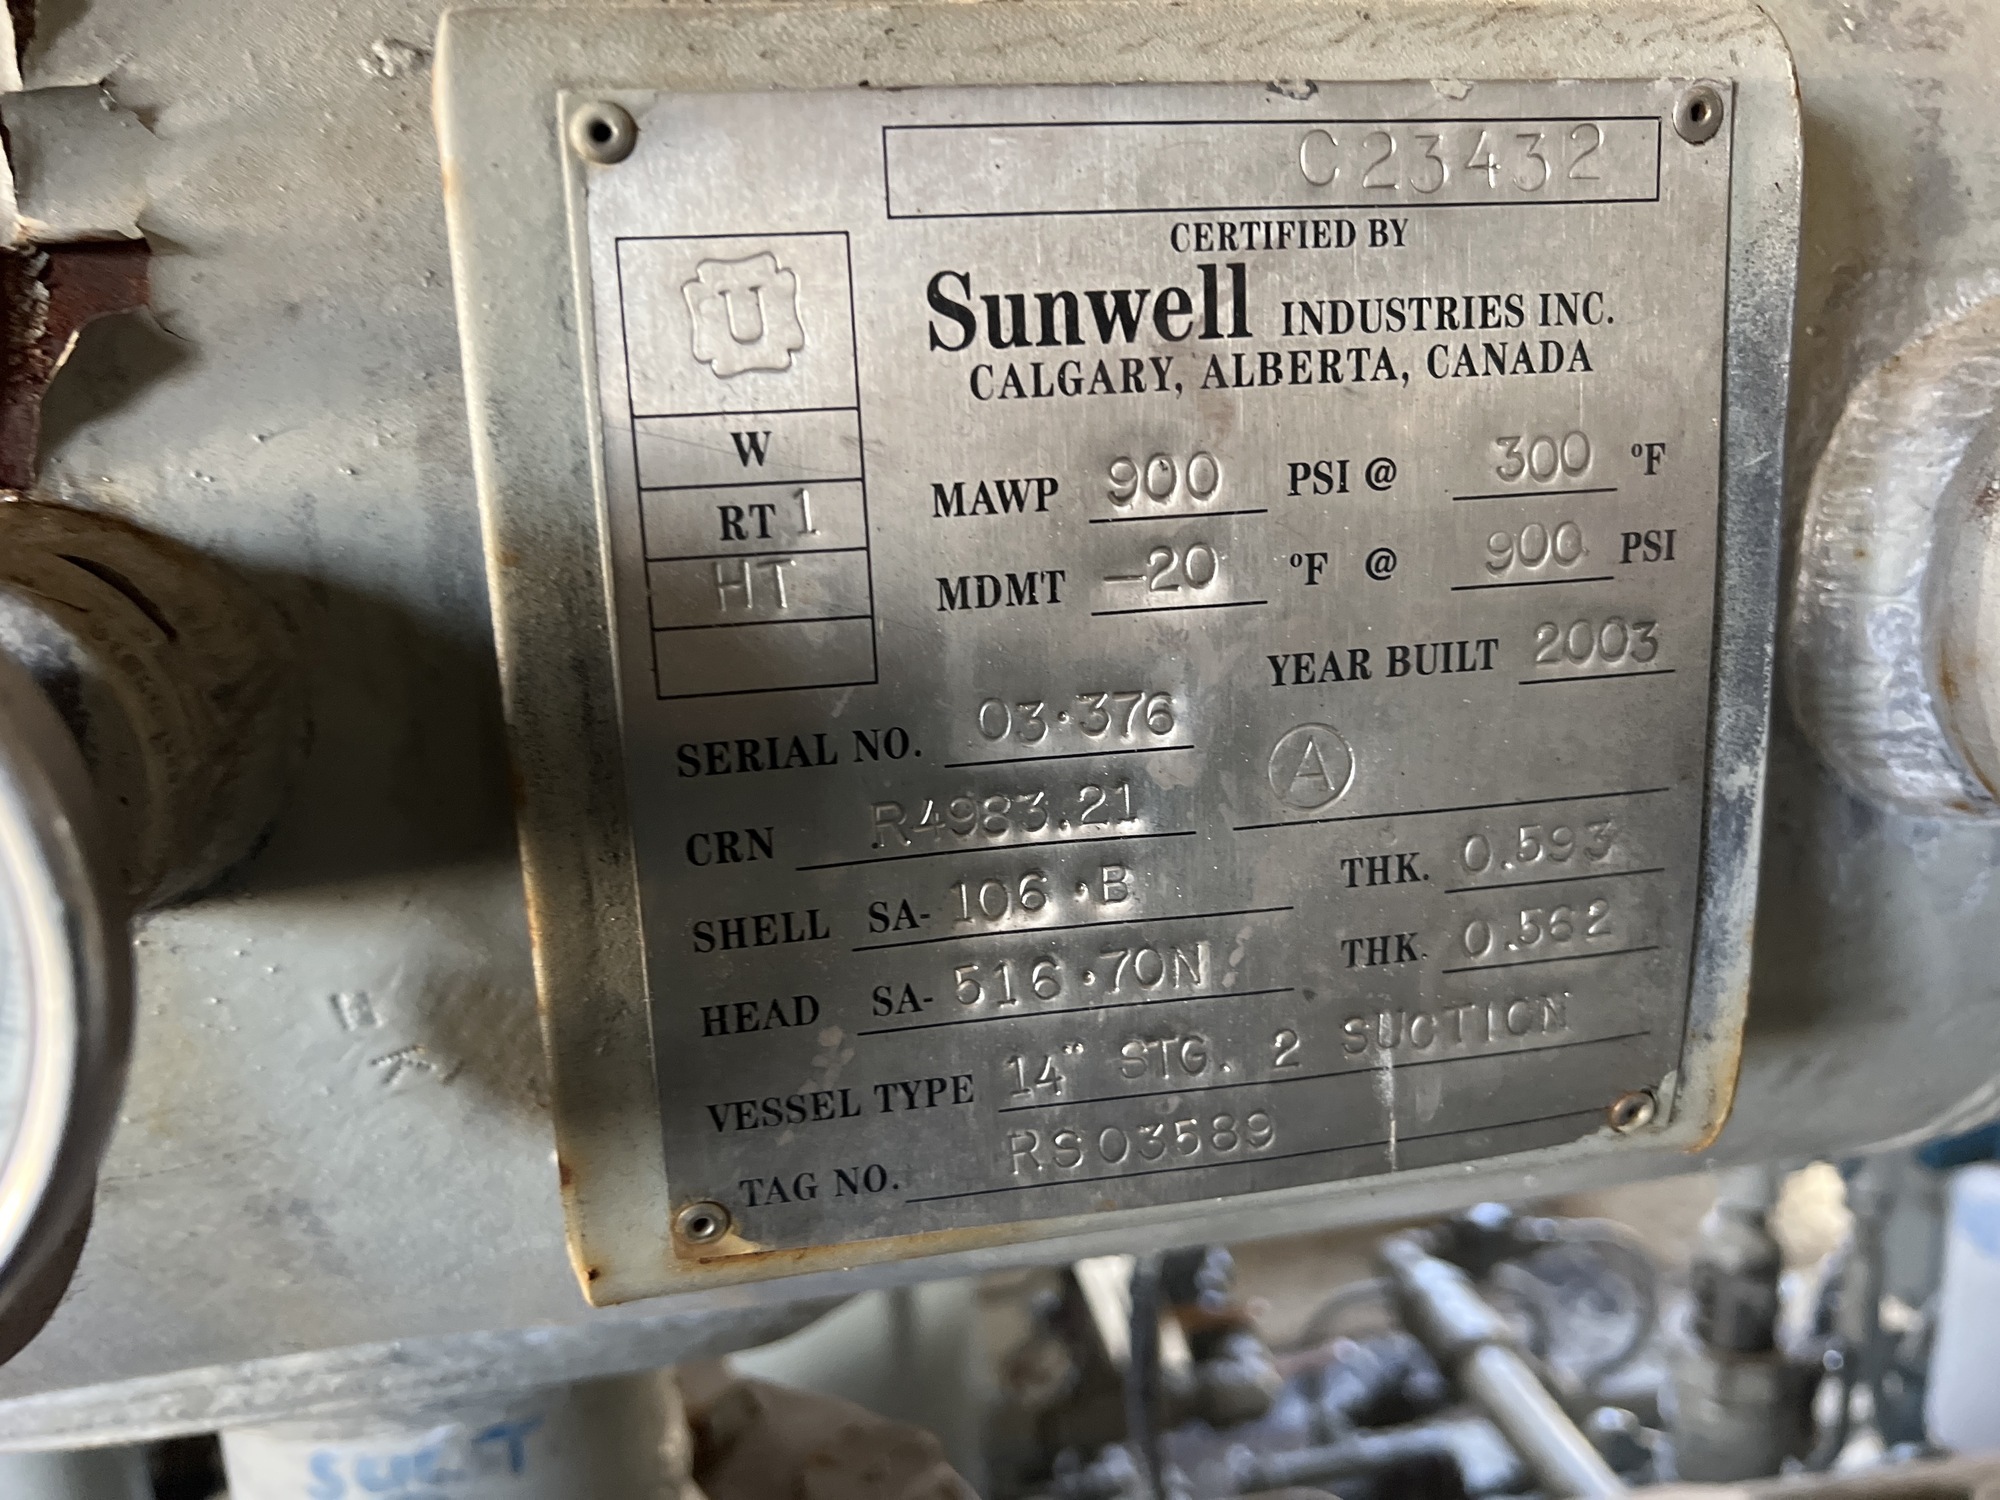 C23432
CERTIFIED BY
Sunwell INDUSTRIES INC.
CALGARY, ALBERTA, CANADA
U
W
RT 1
HT
MAWP 900 PSI @ 300 °F
MDMT -20 °F @ 900 PSI
YEAR BUILT 2003
SERIAL NO. 03·376
A
CRN R4983.21
SHELL SA-106·B THK. 0.593
HEAD SA-516·70N THK. 0.562
VESSEL TYPE 14" STG. 2 SUCTION
TAG NO. RS03589